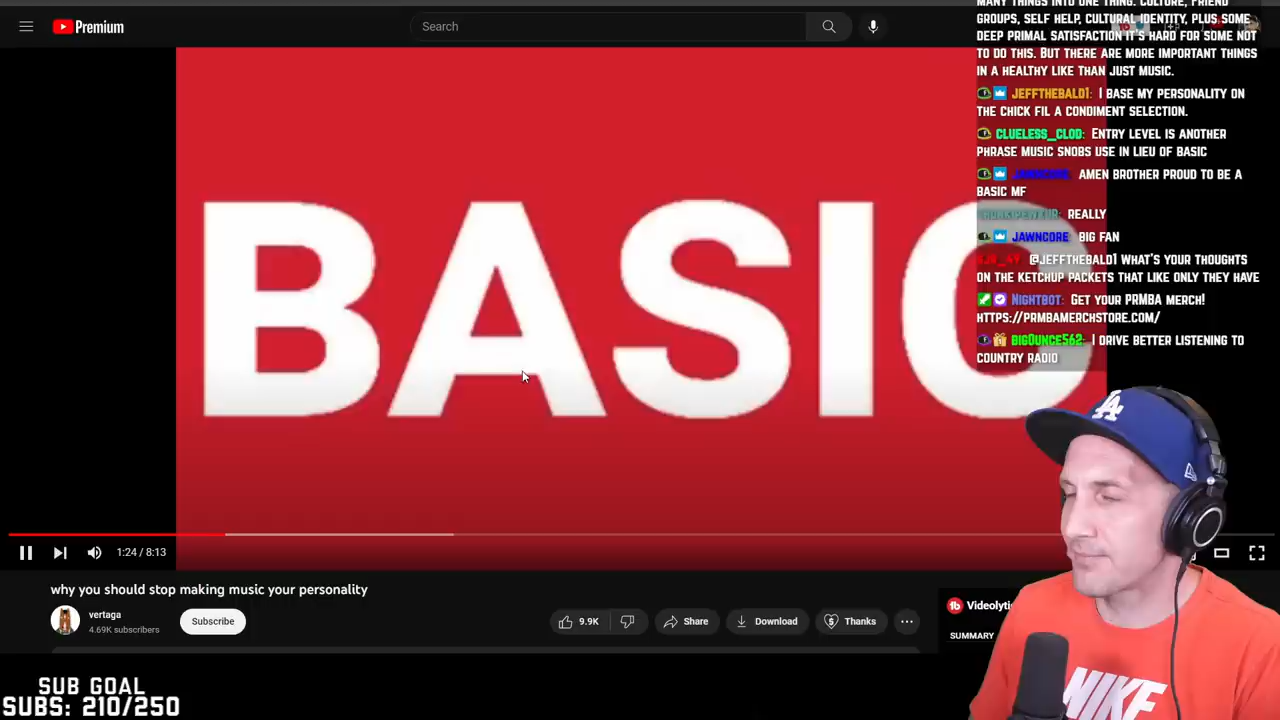 Premium
Search
MANY THINGS INTO ONE THING. CULTURE, FRIEND
GROUPS, SELF HELP, CULTURAL IDENTITY, PLUS SOME
DEEP PRIMAL SATISFACTION IT'S HARD FOR SOME NOT
TO DO THIS. BUT THERE ARE MORE IMPORTANT THINGS
IN A HEALTHY LIKE THAN JUST MUSIC.
JEFFTHEBALD1: I BASE MY PERSONALITY ON
THE CHICK FIL A CONDIMENT SELECTION.
CLUELESS_CLOD: ENTRY LEVEL IS ANOTHER
PHRASE MUSIC SNOBS USE IN LIEU OF BASIC
AMEN BROTHER PROUD TO BE A
BASIC MF
REALLY
JAWNCORE: BIG FAN
@JEFFTHEBALD1 WHAT'S YOUR THOUGHTS
ON THE KETCHUP PACKETS THAT LIKE ONLY THEY HAVE
NIGHTBOT: GET YOUR PRMBA MERCH!
HTTPS://PRMBAMERCHSTORE.COM/
BIGOUNCE562: I DRIVE BETTER LISTENING TO
COUNTRY RADIO
BASIC
1:24 / 8:13
why you should stop making music your personality
vertaga
4.69K subscribers
Subscribe
9.9K
Share
Download
Thanks
SUMMARY
SUB GOAL
SUBS: 210/250
LA
NIKE